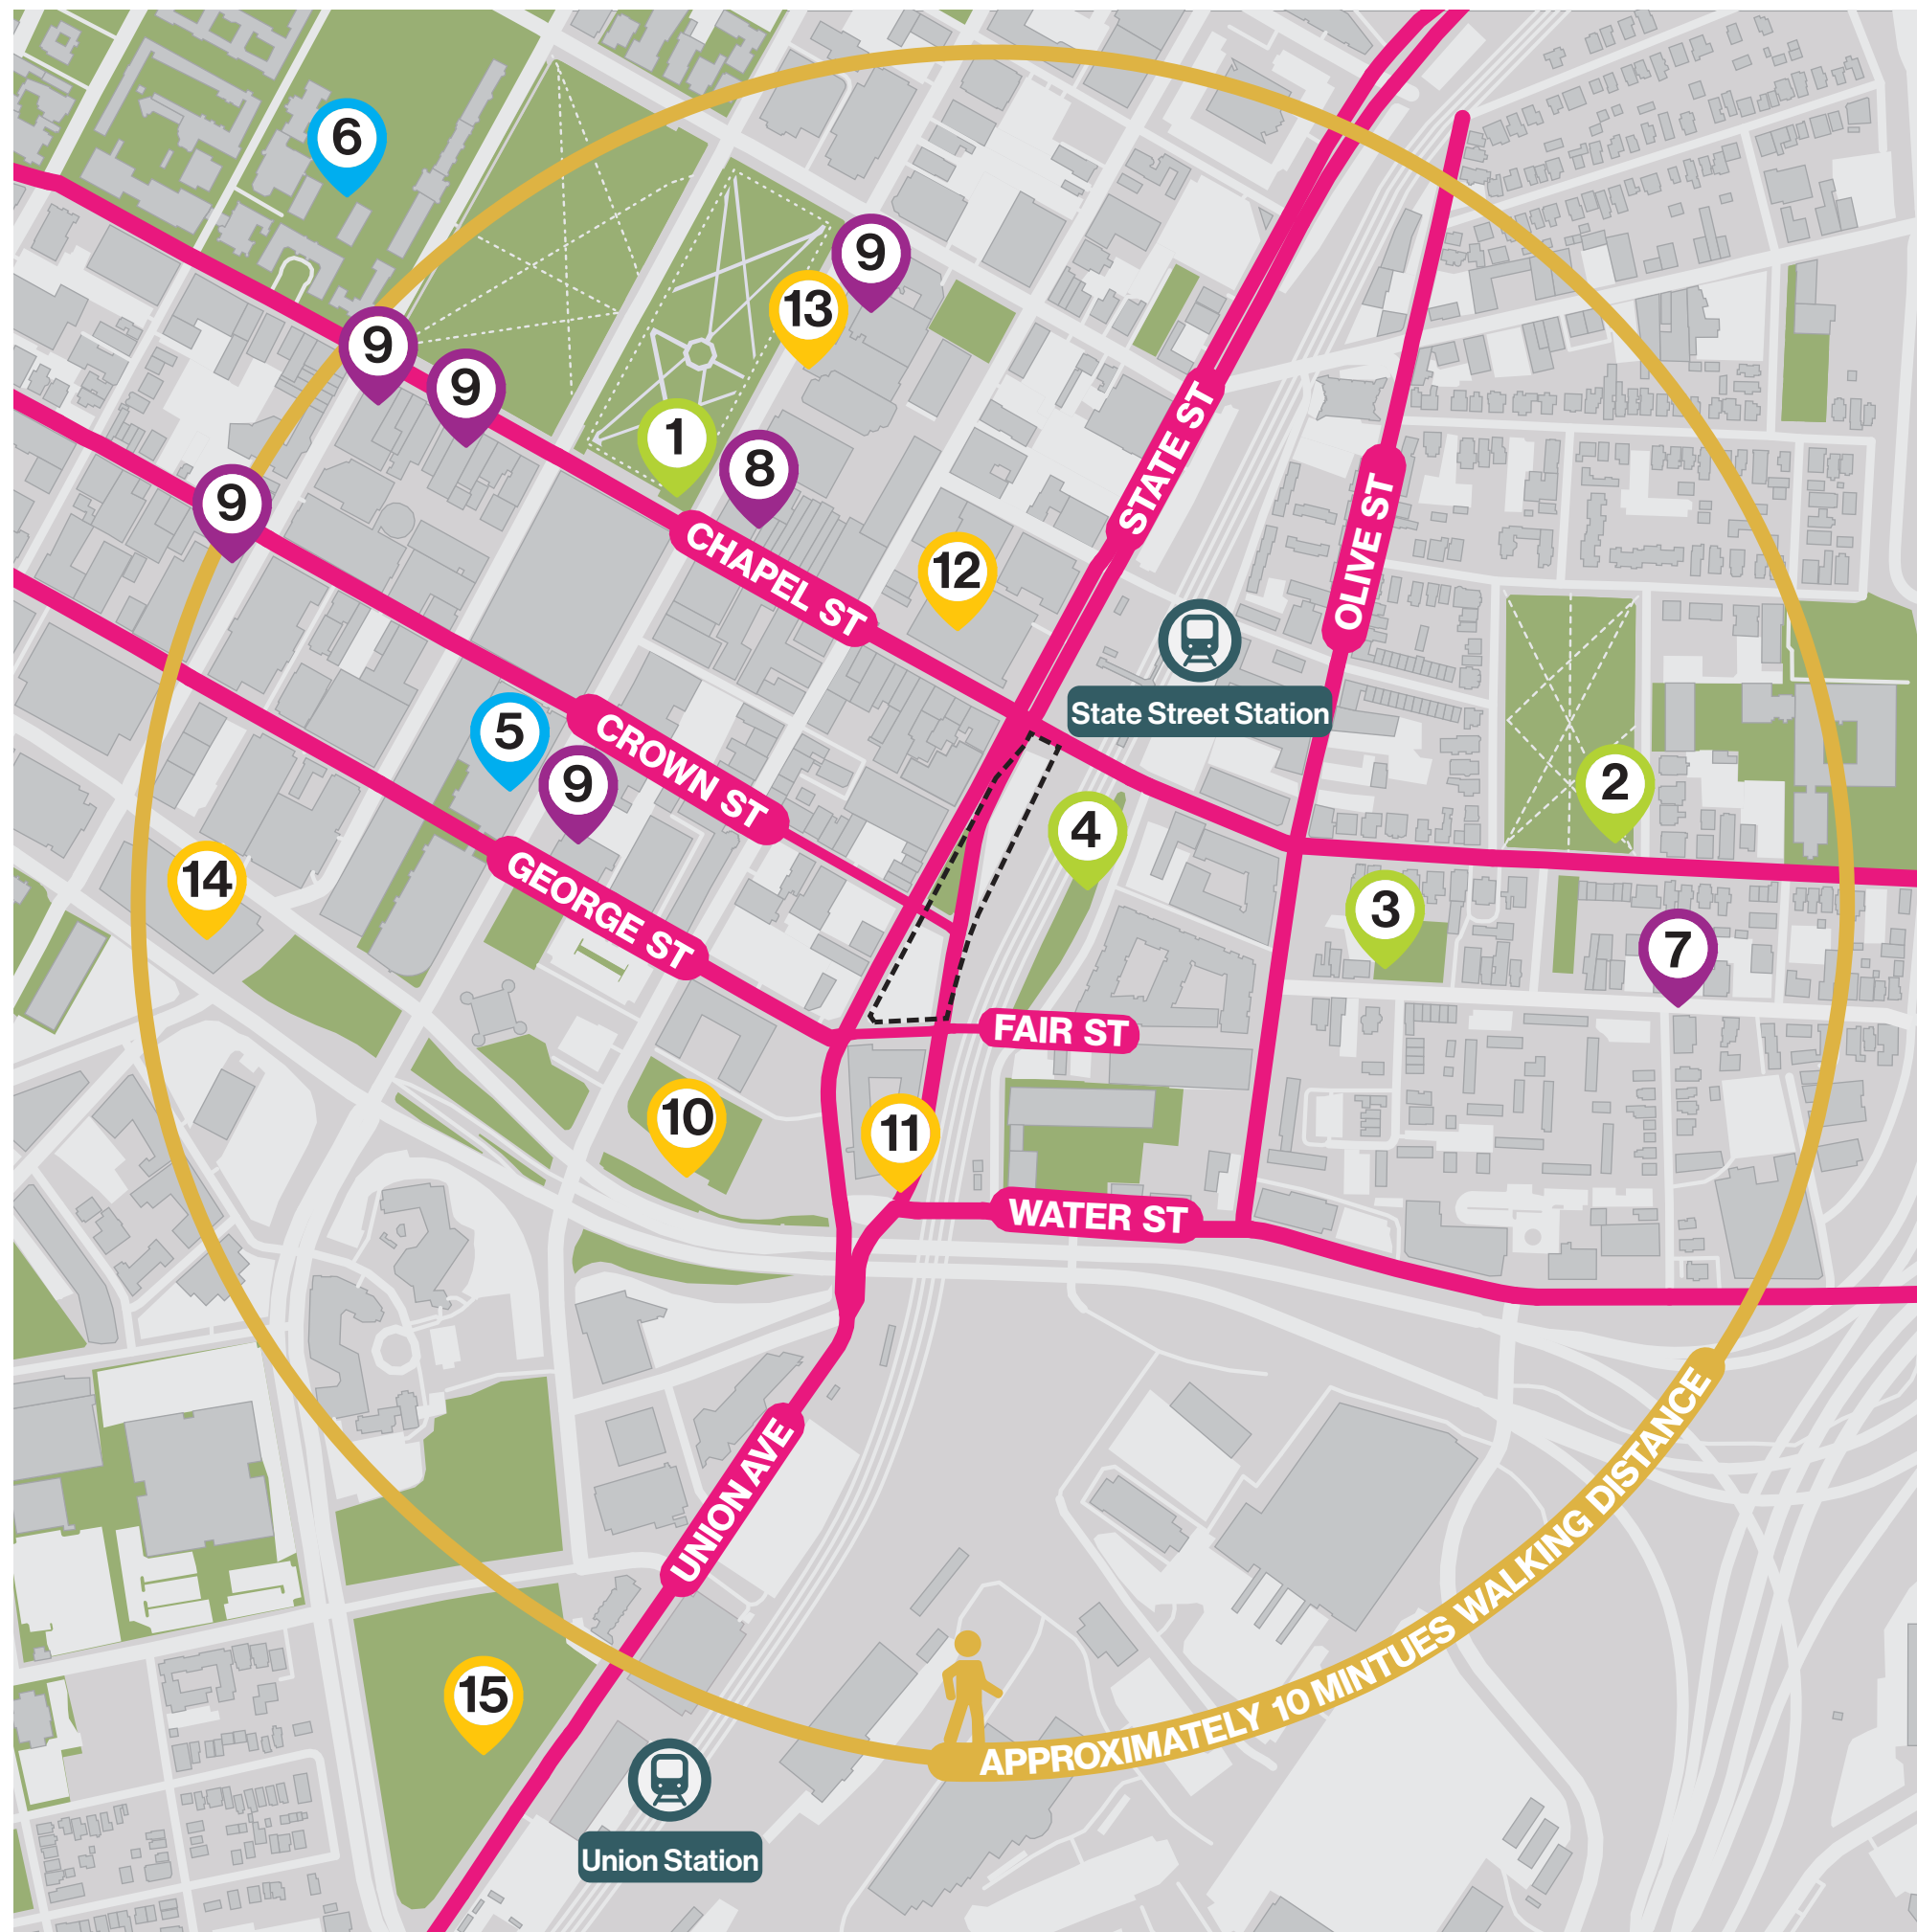 6
9
13
9
9
1
8
9
STATE ST
OLIVE ST
CHAPEL ST
12
State Street Station
5
9
CROWN ST
2
4
14
GEORGE ST
3
7
FAIR ST
10
11
WATER ST
UNION AVE
15
Union Station
APPROXIMATELY 10 MINTUES WALKING DISTANCE